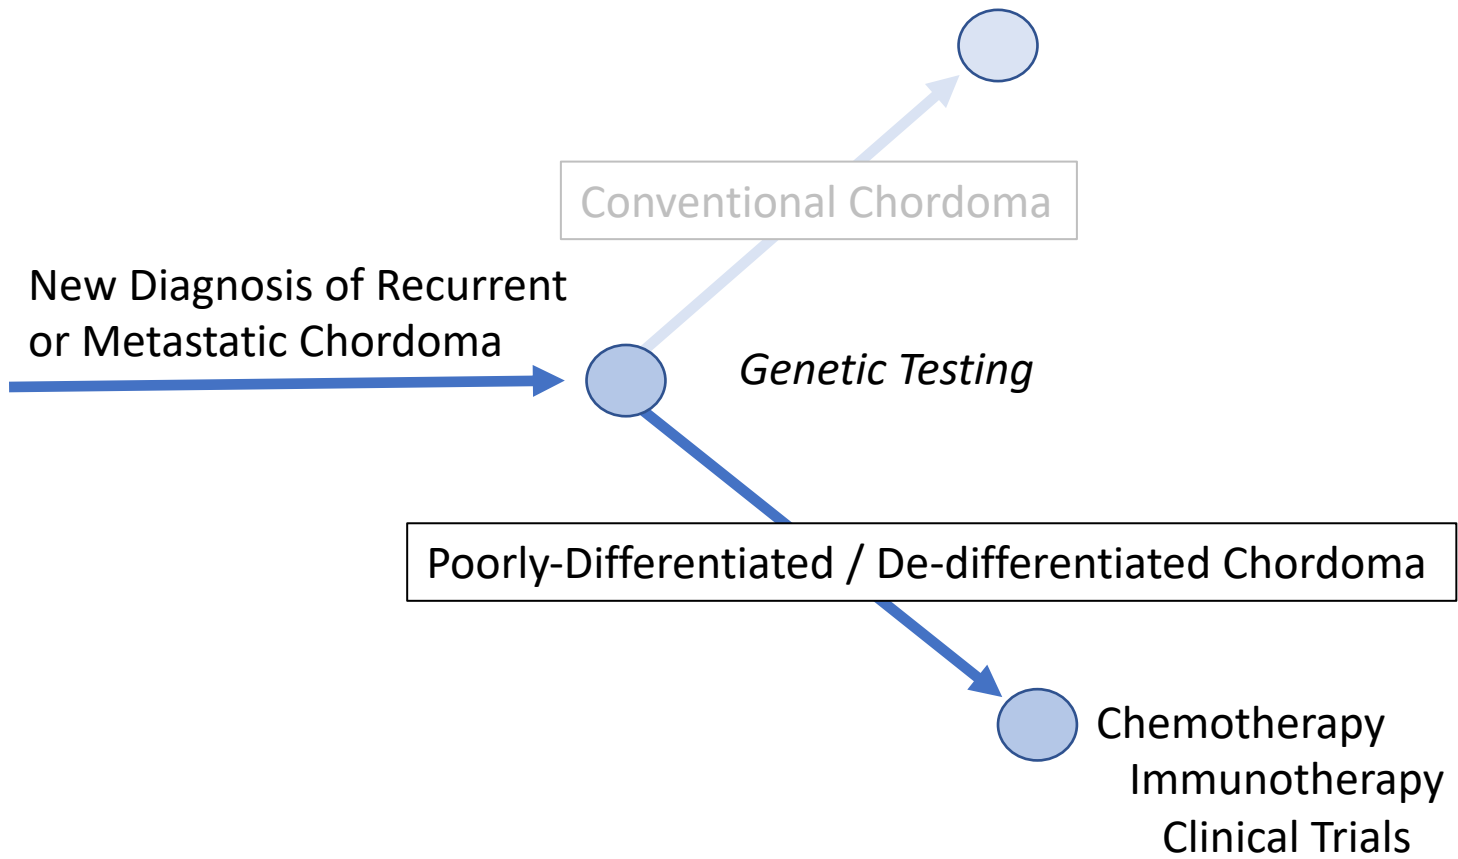 Conventional Chordoma
New Diagnosis of Recurrent
or Metastatic Chordoma
Genetic Testing
Poorly-Differentiated / De-differentiated Chordoma
Chemotherapy
Immunotherapy
Clinical Trials